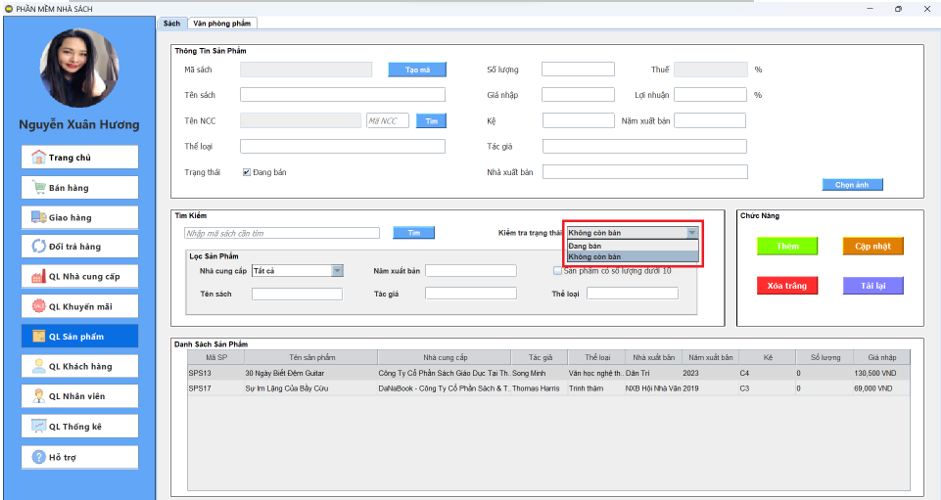 PHẦN MỀM NHÀ SÁCH
Nguyễn Xuân Hương
Trang chủ
Bán hàng
Giao hàng
Đổi trả hàng
QL Nhà cung cấp
QL Khuyến mãi
QL Sản phẩm
QL Khách hàng
QL Nhân viên
QL Thống kê
Hỗ trợ
Sách Văn phòng phẩm
Thông Tin Sản Phẩm
Mã sách Tạo mã Số lượng Thuế %
Tên sách Giá nhập Lợi nhuận %
Tên NCC Mã NCC Tìm Kệ Năm xuất bản
Thể loại Tác giả
Trạng thái Đang bán Nhà xuất bản
Chọn ảnh
Tìm Kiếm
Nhập mã sách cần tìm Tìm Kiểm tra trạng thái Không còn bán
Đang bán
Không còn bán
Lọc Sản Phẩm
Nhà cung cấp Tất cả Năm xuất bản Sản phẩm có số lượng dưới 10
Tên sách Tác giả Thể loại
Chức Năng
Thêm Cập nhật
Xóa trắng Tải lại
Danh Sách Sản Phẩm
Mã SP Tên sản phẩm Nhà cung cấp Tác giả Thể loại Nhà xuất bản Năm xuất bản Kệ Số lượng Giá nhập
SPS13 30 Ngày Biết Đệm Guitar Công Ty Cổ Phần Sách Giáo Dục Tại Th... Song Minh Văn học nghệ th... Dân Trí 2023 C4 0 130,500 VND
SPS17 Sự Im Lặng Của Bầy Cừu DaNaBook - Công Ty Cổ Phần Sách & T... Thomas Harris Trinh thám NXB Hội Nhà Văn 2019 C3 0 69,000 VND